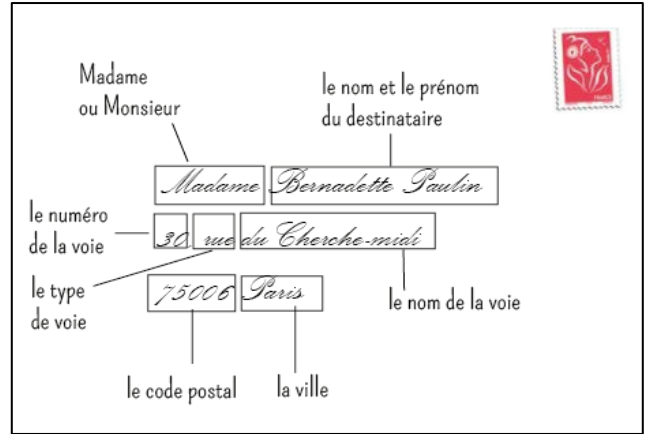 Madame
ou Monsieur
le nom et le prénom
du destinataire
Madame Bernadette Paulin
le numéro
de la voie
30, rue du Cherche-midi
le type
de voie
le nom de la voie
75006 Paris
le code postal
la ville
FRANCE